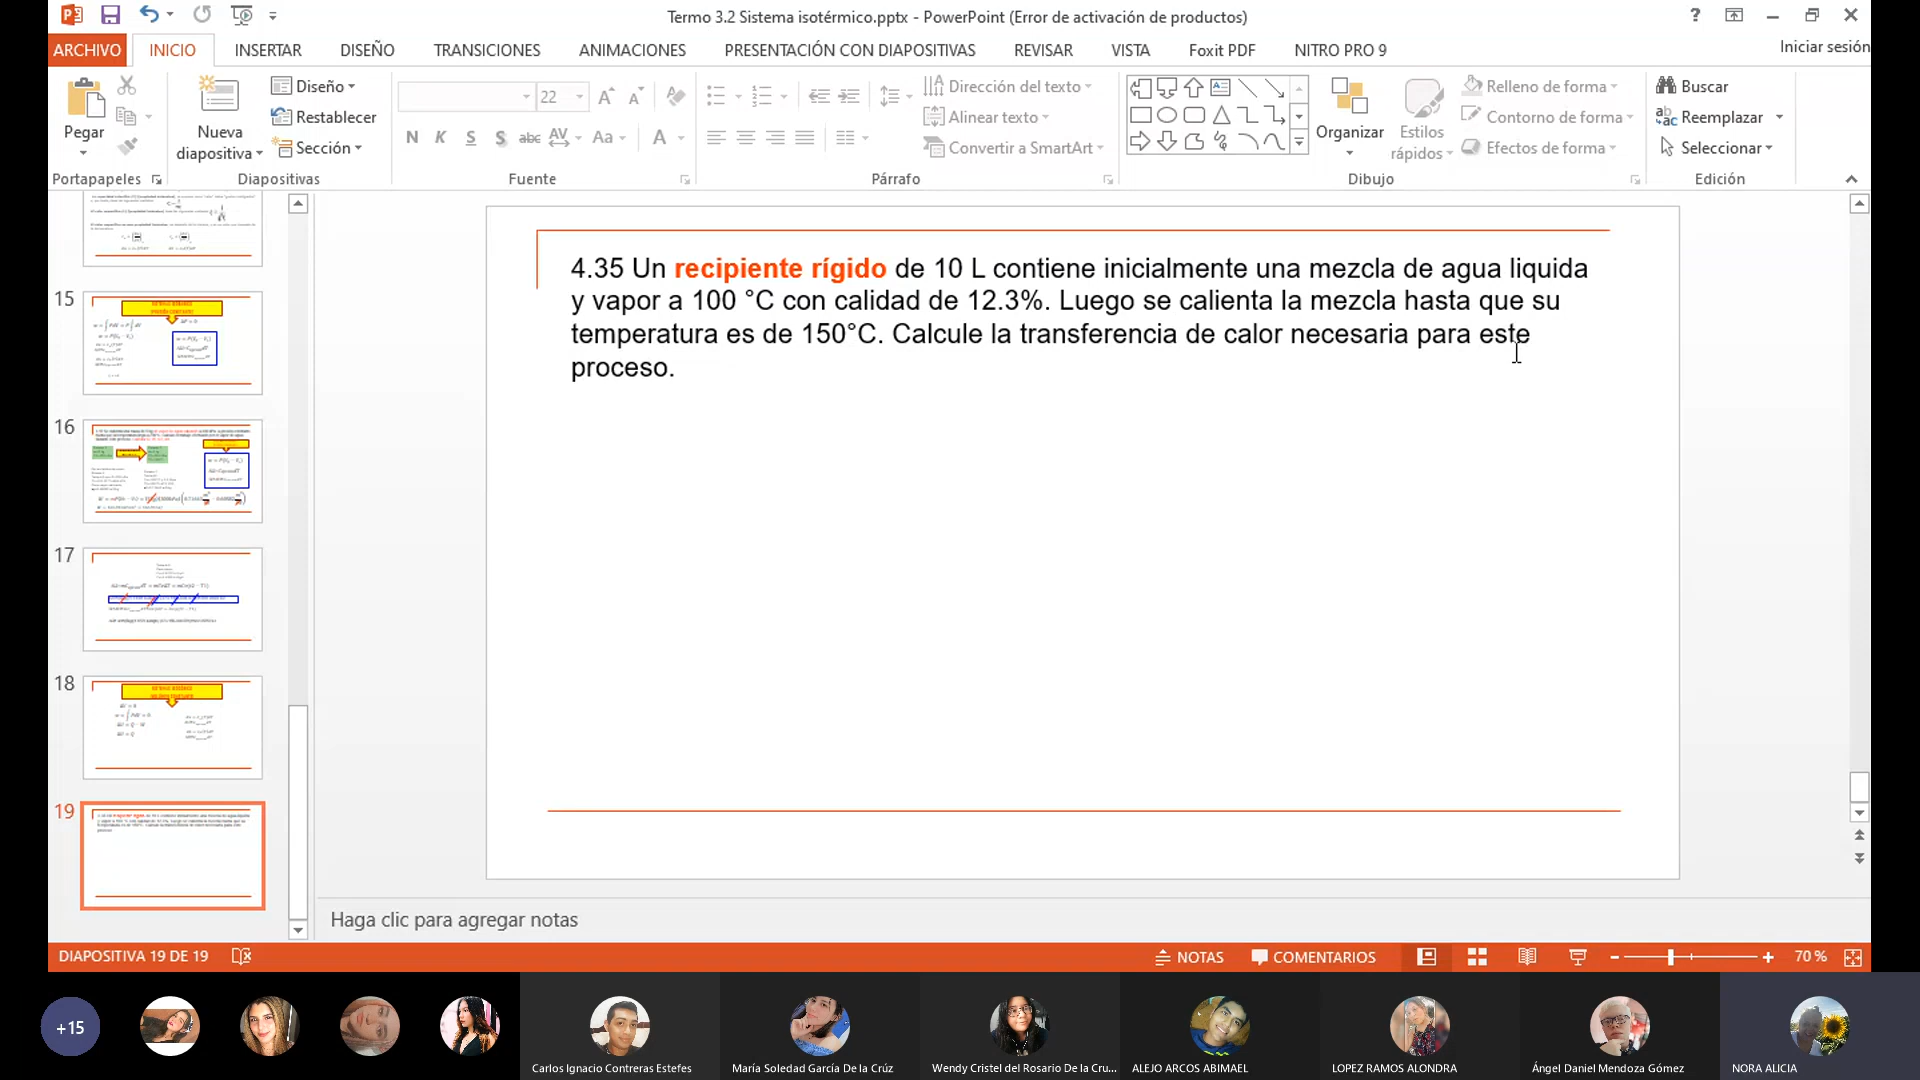 Termo 3.2 Sistema isotérmico.pptx - PowerPoint (Error de activación de productos)
ARCHIVO INICIO INSERTAR DISEÑO TRANSICIONES ANIMACIONES PRESENTACIÓN CON DIAPOSITIVAS REVISAR VISTA Foxit PDF NITRO PRO 9 Iniciar sesión
Pegar
Nueva diapositiva
Diseño
Restablecer
Sección
22
N K S S abc AV Aa A
Dirección del texto
Alinear texto
Convertir a SmartArt
Organizar
Estilos rápidos
Relleno de forma
Contorno de forma
Efectos de forma
Buscar
Reemplazar
Seleccionar
Portapapeles Diapositivas Fuente Párrafo Dibujo Edición
15
16
17
18
19
4.35 Un recipiente rígido de 10 L contiene inicialmente una mezcla de agua liquida
y vapor a 100 °C con calidad de 12.3%. Luego se calienta la mezcla hasta que su
temperatura es de 150°C. Calcule la transferencia de calor necesaria para este
proceso.
Haga clic para agregar notas
DIAPOSITIVA 19 DE 19 NOTAS COMENTARIOS 70 %
+15
Carlos Ignacio Contreras Estefes
María Soledad García De la Crúz
Wendy Cristel del Rosario De la Cru...
ALEJO ARCOS ABIMAEL
LOPEZ RAMOS ALONDRA
Ángel Daniel Mendoza Gómez
NORA ALICIA